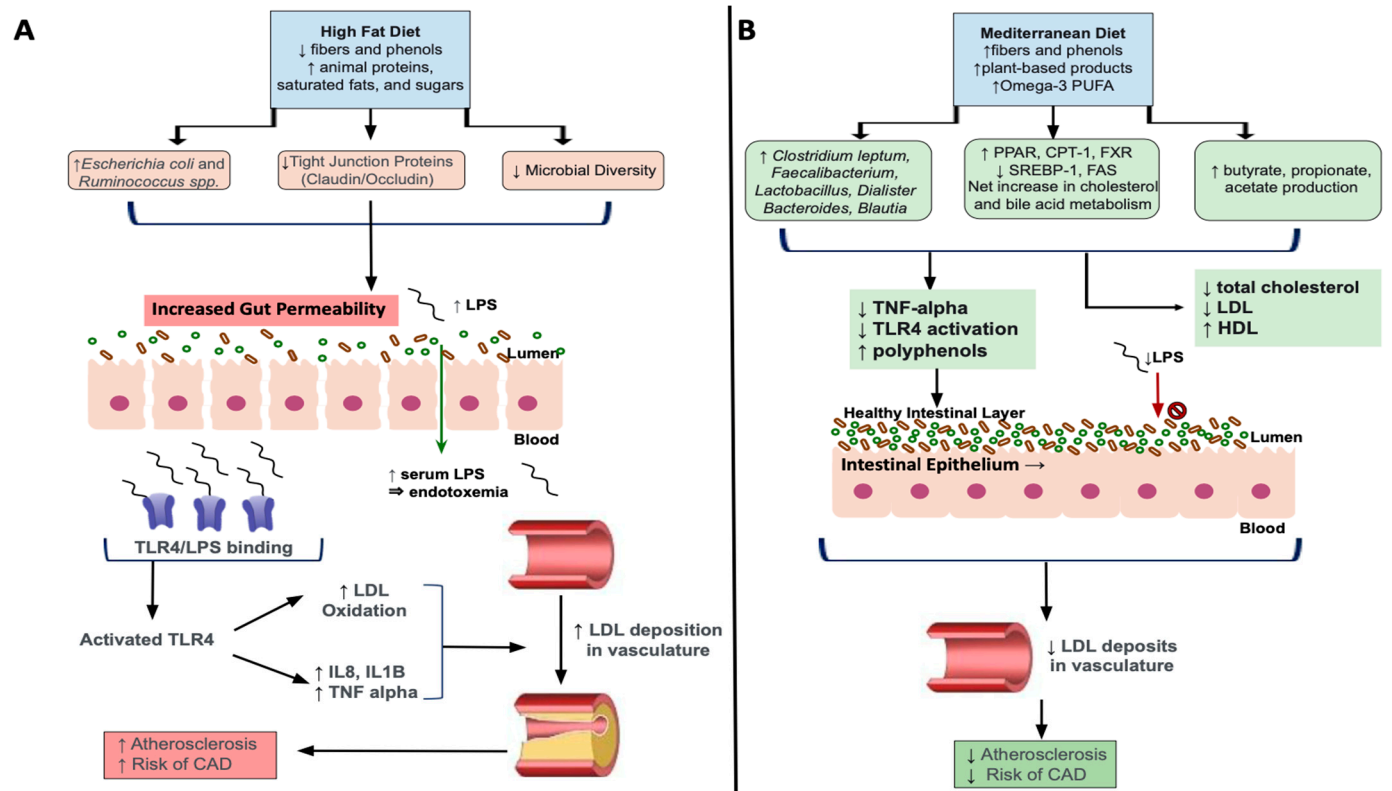 A
High Fat Diet
↓ fibers and phenols
↑ animal proteins,
saturated fats, and sugars
↑Escherichia coli and
Ruminococcus spp.
↓Tight Junction Proteins
(Claudin/Occludin)
↓ Microbial Diversity
Increased Gut Permeability
↑ LPS
Lumen
Blood
↑ serum LPS
⇒ endotoxemia
TLR4/LPS binding
Activated TLR4
↑ LDL
Oxidation
↑ IL8, IL1B
↑ TNF alpha
↑ LDL deposition
in vasculature
↑ Atherosclerosis
↑ Risk of CAD
B
Mediterranean Diet
↑fibers and phenols
↑plant-based products
↑Omega-3 PUFA
↑ Clostridium leptum,
Faecalibacterium,
Lactobacillus, Dialister
Bacteroides, Blautia
↑ PPAR, CPT-1, FXR
↓ SREBP-1, FAS
Net increase in cholesterol
and bile acid metabolism
↑ butyrate, propionate,
acetate production
↓ TNF-alpha
↓ TLR4 activation
↑ polyphenols
↓ total cholesterol
↓ LDL
↑ HDL
↓LPS
Healthy Intestinal Layer
Lumen
Intestinal Epithelium →
Blood
↓ LDL deposits
in vasculature
↓ Atherosclerosis
↓ Risk of CAD